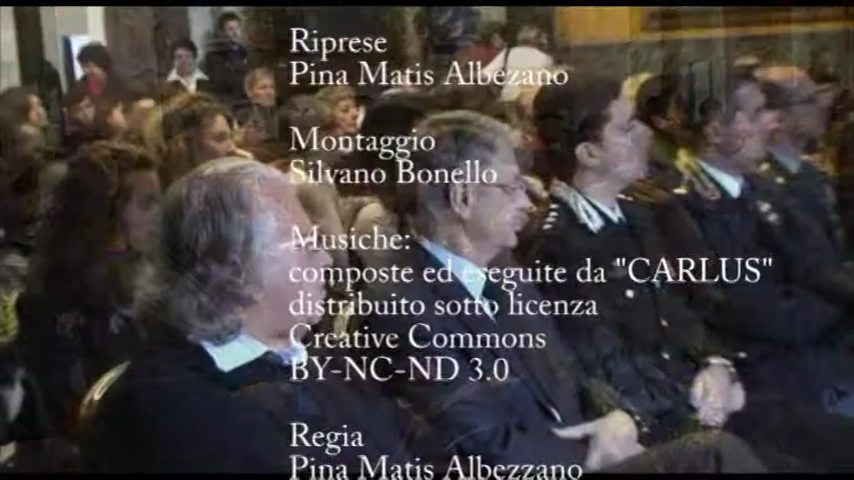 Riprese
Pina Matis Albezano
Montaggio
Silvano Bonello
Musiche:
composte ed eseguite da "CARLUS"
distribuito sotto licenza
Creative Commons
BY-NC-ND 3.0
Regia
Pina Matis Albezzano